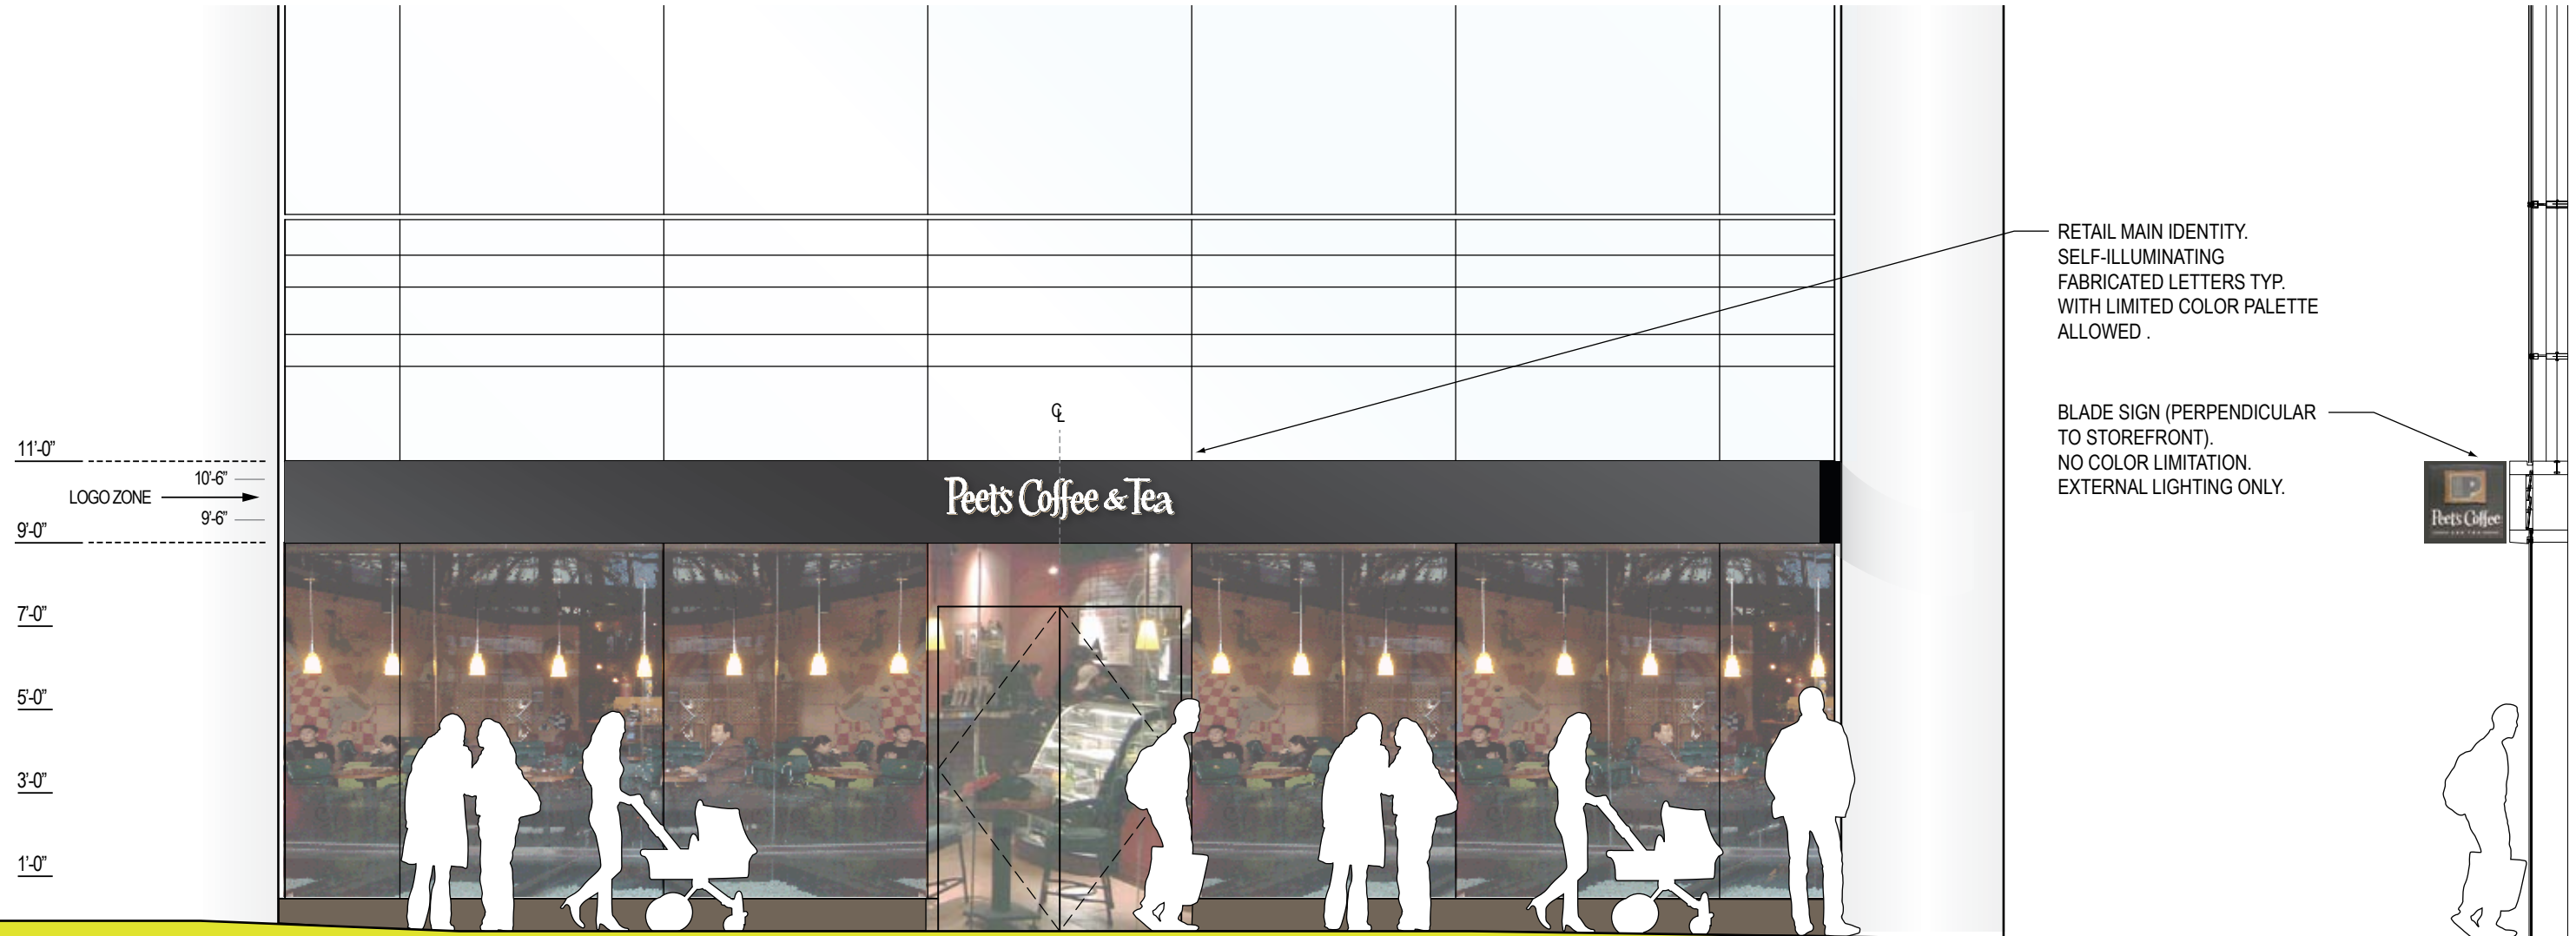 RETAIL MAIN IDENTITY.
SELF-ILLUMINATING
FABRICATED LETTERS TYP.
WITH LIMITED COLOR PALETTE
ALLOWED .
BLADE SIGN (PERPENDICULAR
TO STOREFRONT).
NO COLOR LIMITATION.
EXTERNAL LIGHTING ONLY.
CL
11'-0"
10'-6"
LOGO ZONE
9'-6"
9'-0"
7'-0"
5'-0"
3'-0"
1'-0"
Peet's Coffee & Tea
P
Peet's Coffee